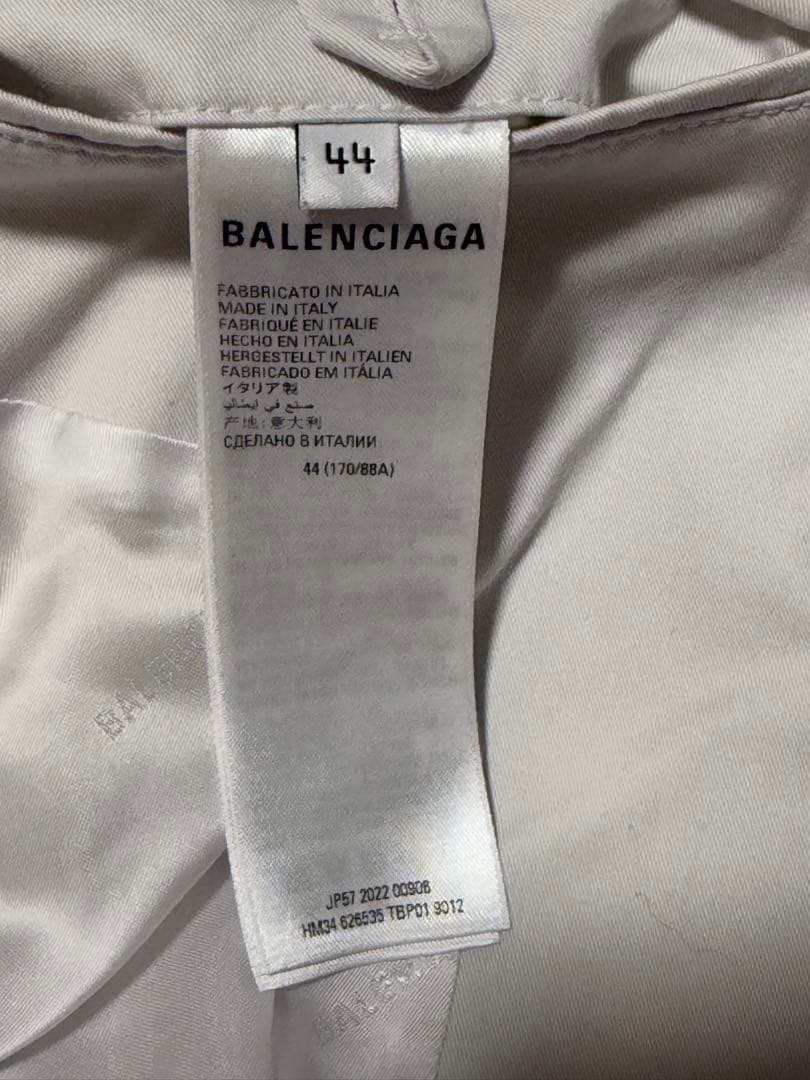 44
BALENCIAGA
FABBRICATO IN ITALIA
MADE IN ITALY
FABRIQUÉ EN ITALIE
HECHO EN ITALIA
HERGESTELLT IN ITALIEN
FABRICADO EM ITÁLIA
イタリア製
صنع في إيطاليا
产地:意大利
СДЕЛАНО В ИТАЛИИ
44 (170/88A)
JP57 2022 00906
HM34 626535 TBP01 9012